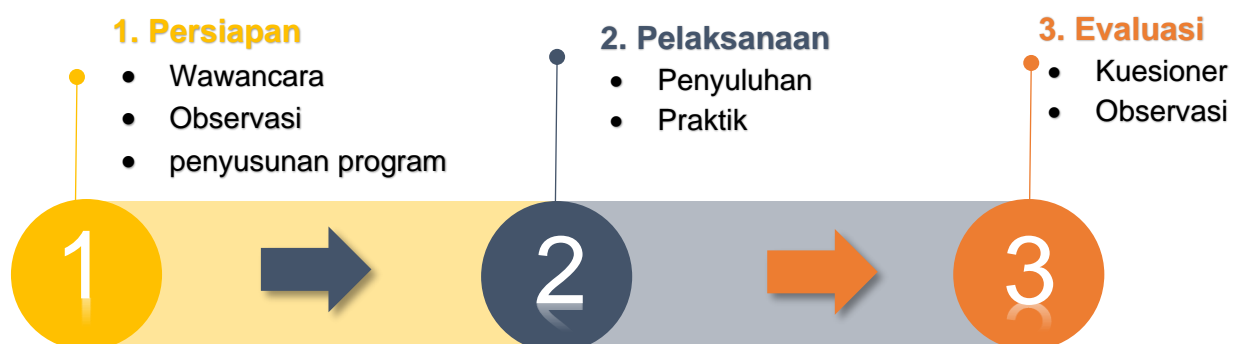 1. Persiapan
• Wawancara
• Observasi
• penyusunan program
2. Pelaksanaan
• Penyuluhan
• Praktik
3. Evaluasi
• Kuesioner
• Observasi
1
2
3